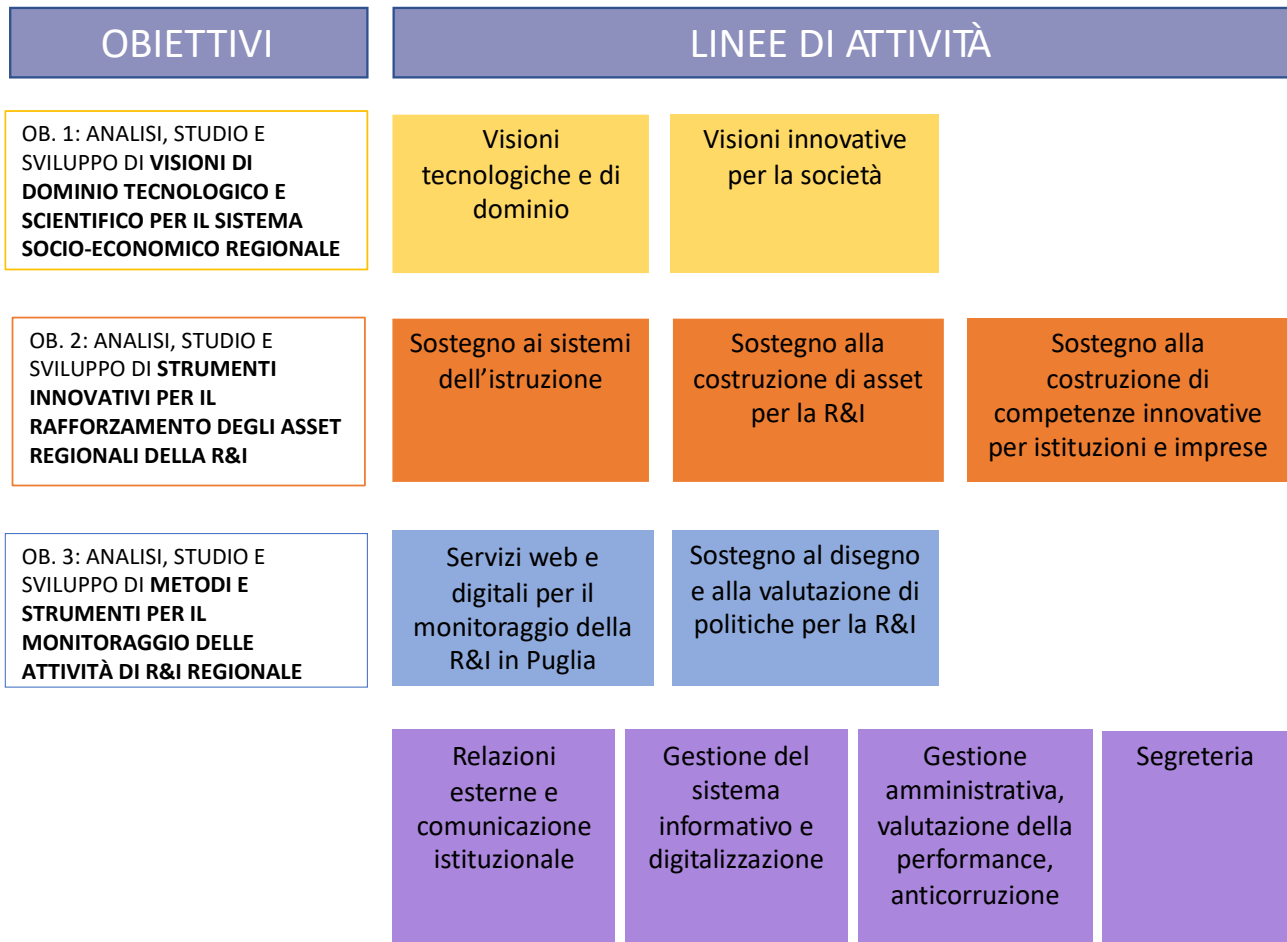 OBIETTIVI
LINEE DI ATTIVITÀ
OB. 1: ANALISI, STUDIO E
SVILUPPO DI VISIONI DI
DOMINIO TECNOLOGICO E
SCIENTIFICO PER IL SISTEMA
SOCIO-ECONOMICO REGIONALE
Visioni
tecnologiche e di
dominio
Visioni innovative
per la società
OB. 2: ANALISI, STUDIO E
SVILUPPO DI STRUMENTI
INNOVATIVI PER IL
RAFFORZAMENTO DEGLI ASSET
REGIONALI DELLA R&I
Sostegno ai sistemi
dell’istruzione
Sostegno alla
costruzione di asset
per la R&I
Sostegno alla
costruzione di
competenze innovative
per istituzioni e imprese
OB. 3: ANALISI, STUDIO E
SVILUPPO DI METODI E
STRUMENTI PER IL
MONITORAGGIO DELLE
ATTIVITÀ DI R&I REGIONALE
Servizi web e
digitali per il
monitoraggio della
R&I in Puglia
Sostegno al disegno
e alla valutazione di
politiche per la R&I
Relazioni
esterne e
comunicazione
istituzionale
Gestione del
sistema
informativo e
digitalizzazione
Gestione
amministrativa,
valutazione della
performance,
anticorruzione
Segreteria